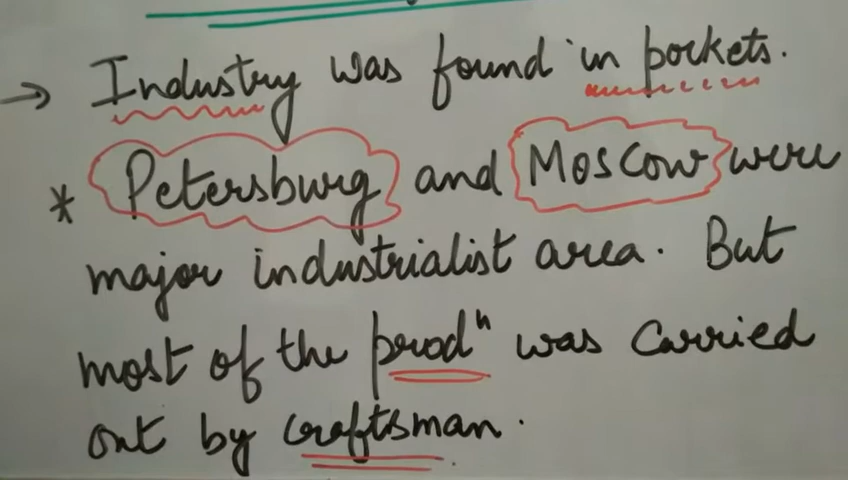 → Industry was found in pockets.
* Petersburg and Moscow were
major industrialist area. But
most of the prodⁿ was carried
out by craftsman.